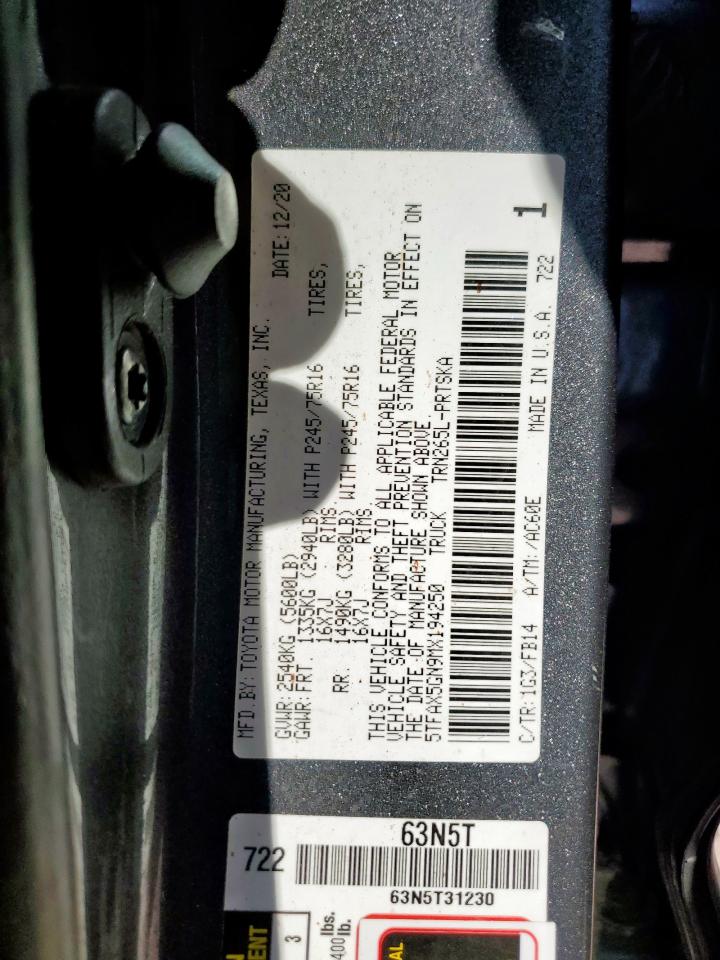 MFD. BY: TOYOTA MOTOR MANUFACTURING, TEXAS, INC. DATE: 12/20
GVWR: 2540KG (5600LB)
GAWR: FRT. 1335KG (2940LB) WITH P245/75R16 TIRES,
16X7J RIMS
RR. 1490KG (3280LB) WITH P245/75R16 TIRES,
16X7J RIMS
THIS VEHICLE CONFORMS TO ALL APPLICABLE FEDERAL MOTOR
VEHICLE SAFETY AND THEFT PREVENTION STANDARDS IN EFFECT ON
THE DATE OF MANUFACTURE SHOWN ABOVE.
5TFAX5GN9MX194250 TRUCK TRN265L-PRTSKA
1
C/TR: 1G3/FB14 A/TM: /AC60E MADE IN U.S.A. 722
63N5T
722
63N5T31230
3
lbs.
400lb.